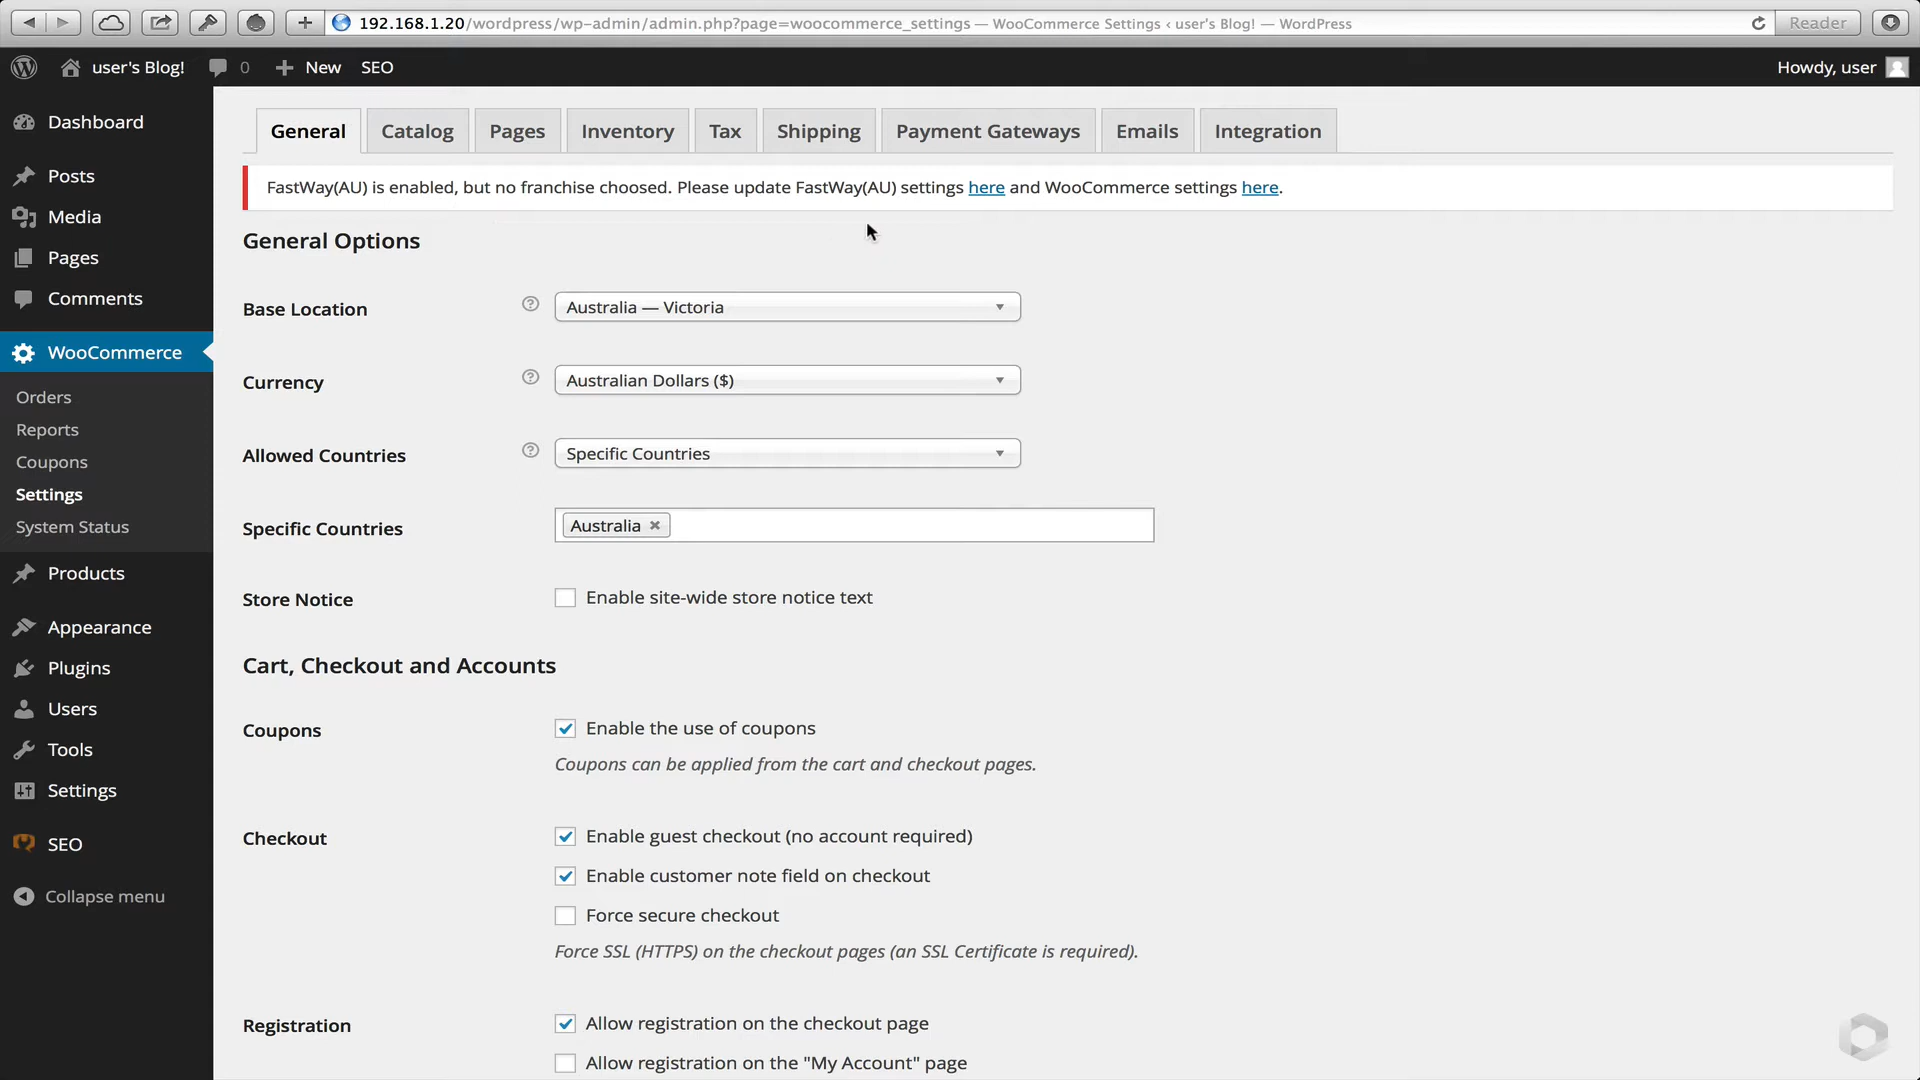 192.168.1.20/wordpress/wp-admin/admin.php?page=woocommerce_settings — WooCommerce Settings ‹ user's Blog! — WordPress
Reader
user's Blog!
0
New
SEO
Howdy, user
Dashboard
Posts
Media
Pages
Comments
WooCommerce
Orders
Reports
Coupons
Settings
System Status
Products
Appearance
Plugins
Users
Tools
Settings
SEO
Collapse menu
General
Catalog
Pages
Inventory
Tax
Shipping
Payment Gateways
Emails
Integration
FastWay(AU) is enabled, but no franchise choosed. Please update FastWay(AU) settings here and WooCommerce settings here.
General Options
Base Location
? Australia — Victoria
Currency
? Australian Dollars ($)
Allowed Countries
? Specific Countries
Specific Countries
Australia
Store Notice
Enable site-wide store notice text
Cart, Checkout and Accounts
Coupons
Enable the use of coupons
Coupons can be applied from the cart and checkout pages.
Checkout
Enable guest checkout (no account required)
Enable customer note field on checkout
Force secure checkout
Force SSL (HTTPS) on the checkout pages (an SSL Certificate is required).
Registration
Allow registration on the checkout page
Allow registration on the "My Account" page